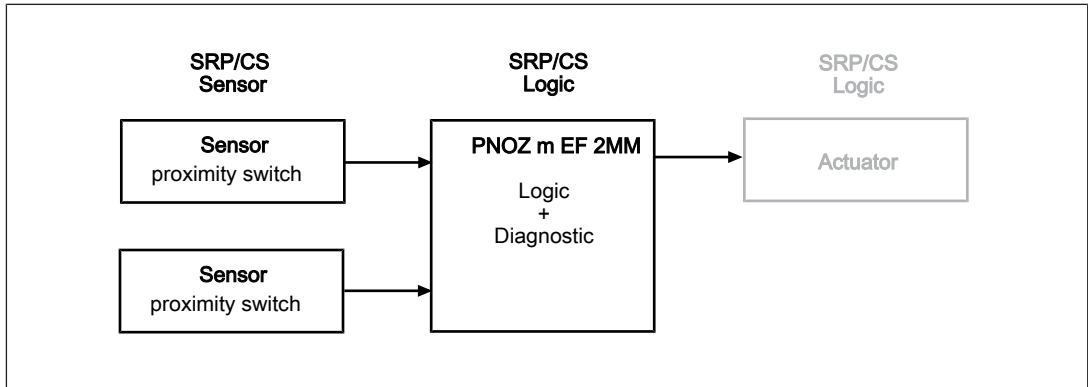 SRP/CS
Sensor
SRP/CS
Logic
SRP/CS
Logic
Sensor
proximity switch
PNOZ m EF 2MM
Logic
+
Diagnostic
Actuator
Sensor
proximity switch